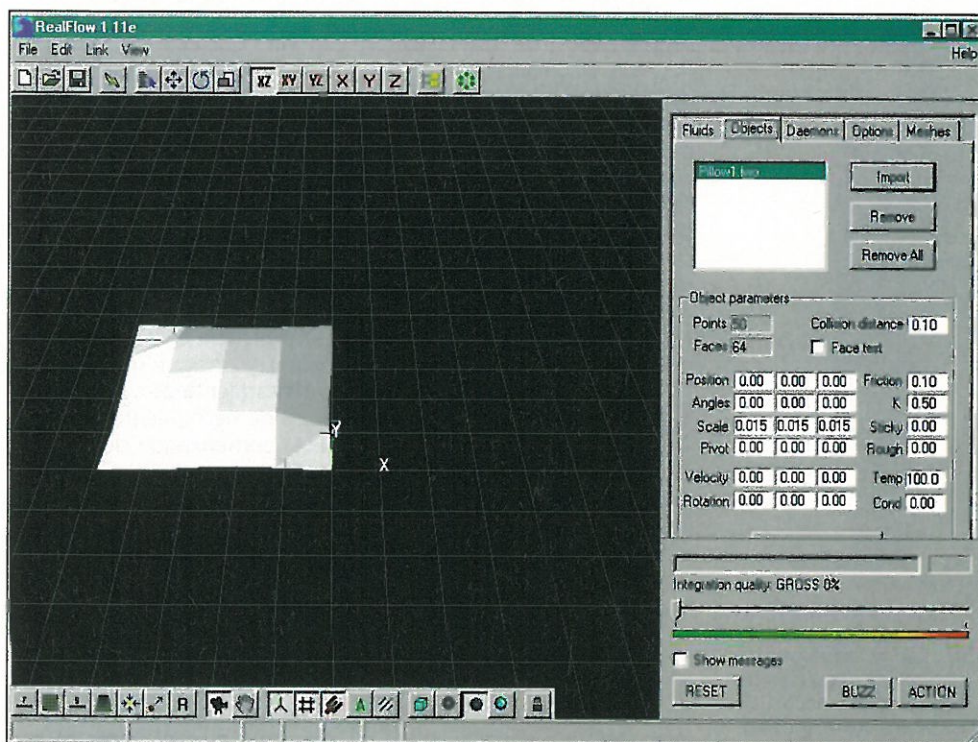 RealFlow 1 11e
File Edit Link View
Help
XZ XY YZ X Y Z
Fluids Objects Daemons Options Meshes
Import
Remove
Remove All
Object parameters
Points 50 Collision distance 0.10
Faces 64 Face test
Position 0.00 0.00 0.00 Friction 0.10
Angles 0.00 0.00 0.00 K 0.50
Scale 0.015 0.015 0.015 Sticky 0.00
Pivot 0.00 0.00 0.00 Rough 0.00
Velocity 0.00 0.00 0.00 Temp 100.0
Rotation 0.00 0.00 0.00 Cond 0.00
Y
X
Integration quality: GROSS 0%
Show messages
RESET BUZZ ACTION
R A